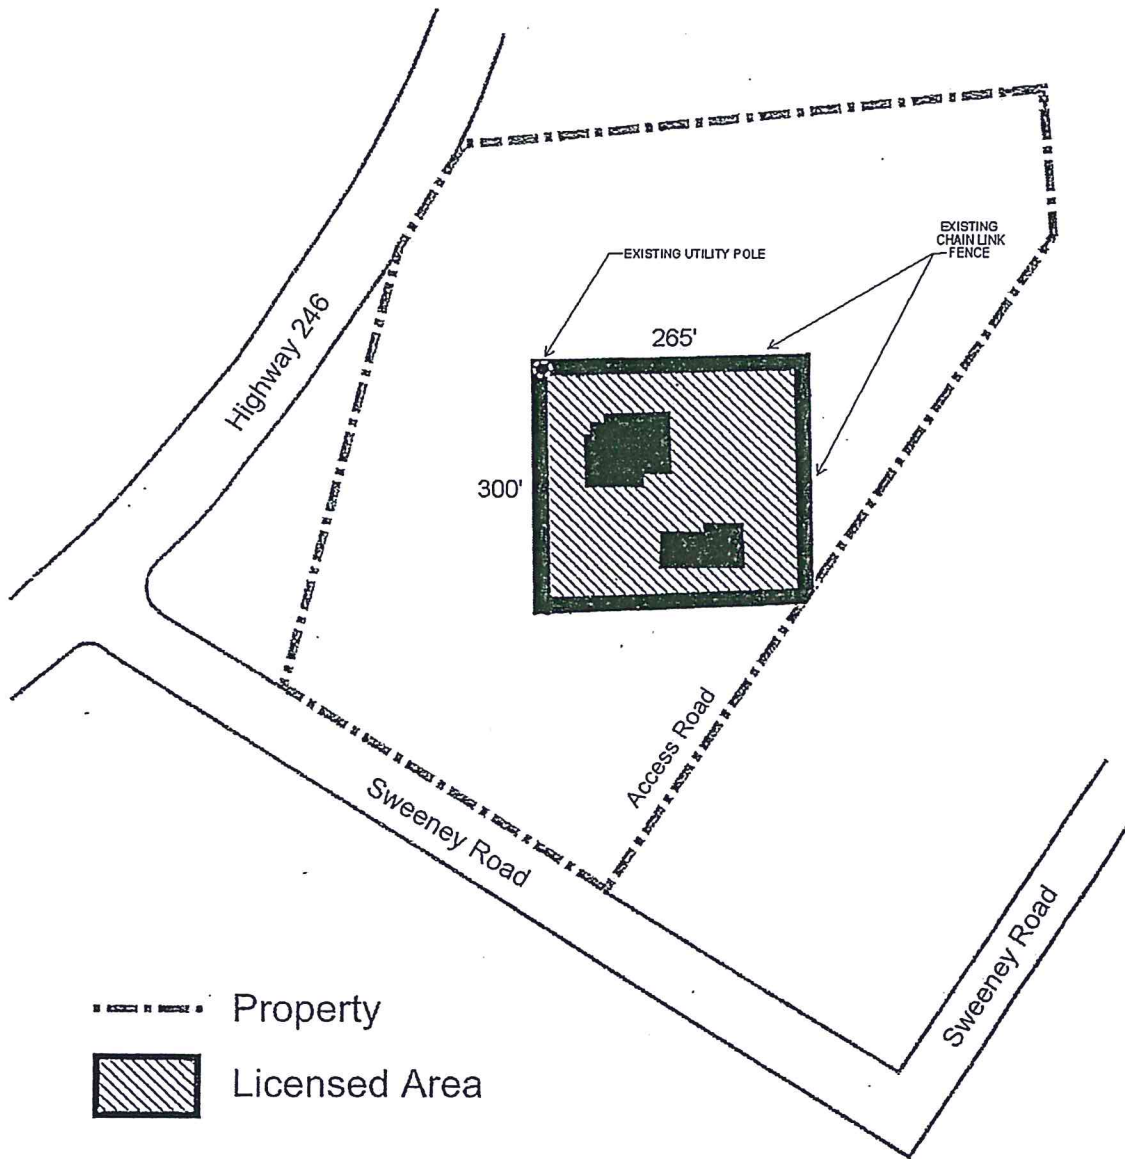 EXISTING
CHAIN LINK
FENCE
EXISTING UTILITY POLE
Highway 246
265'
300'
Access Road
Sweeney Road
Sweeney Road
Property
Licensed Area